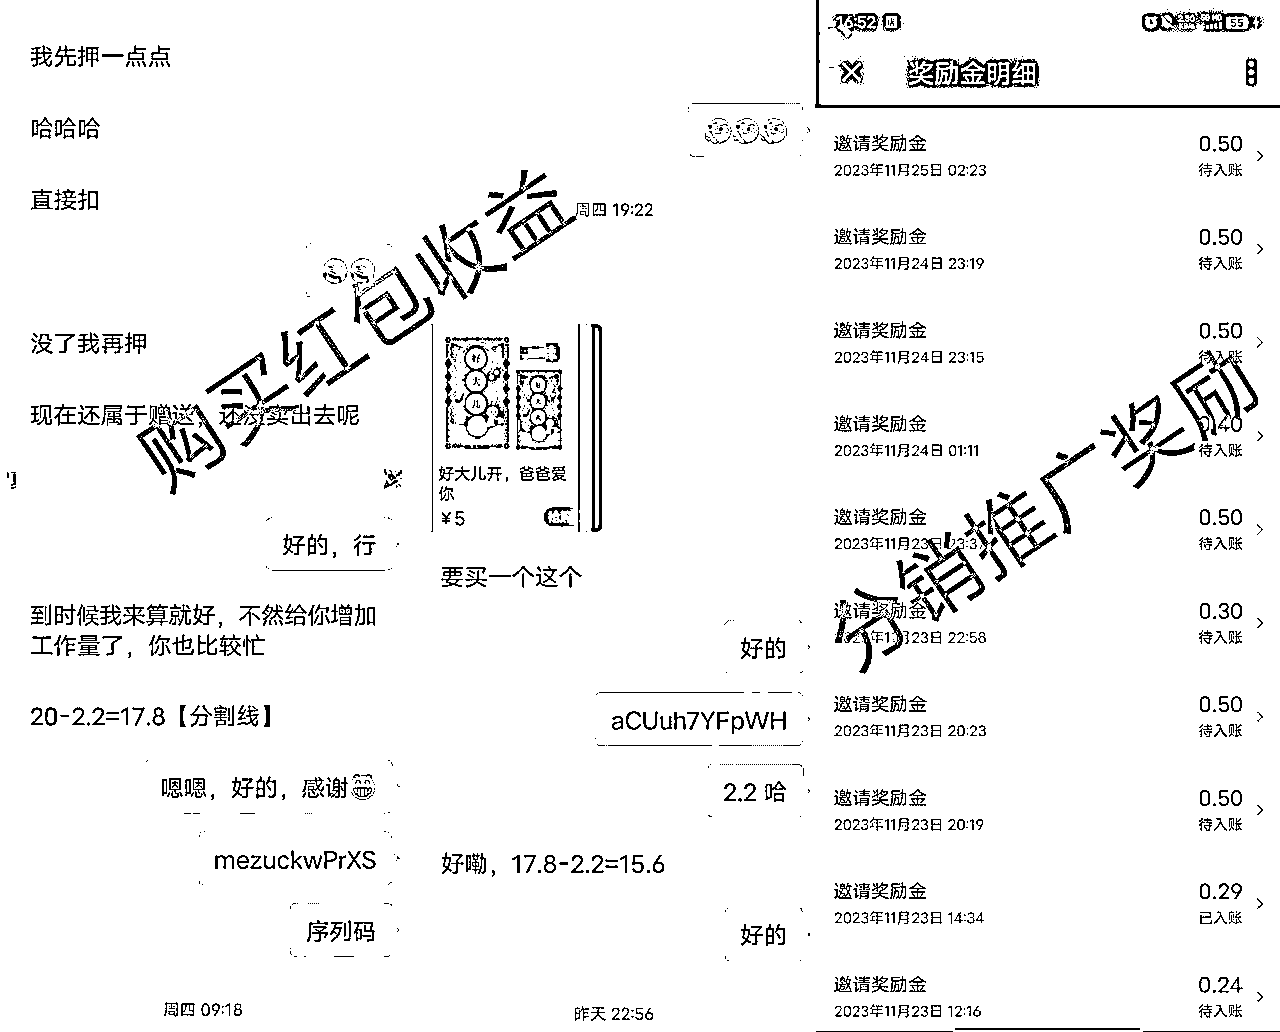 我先押一点点
哈哈哈
直接扣
没了我再押
现在还属于赠送，还没卖出去呢
好的，行
到时候我来算就好，不然给你增加
工作量了，你也比较忙
20-2.2=17.8【分割线】
嗯嗯，好的，感谢
mezuckwPrXS
序列码
周四 09:18
购买红包收益
周四 19:22
好大儿
好大儿开，爸爸爱
你
¥5
要买一个这个
好的
aCUuh7YFpWH
2.2 哈
好嘞，17.8-2.2=15.6
好的
昨天 22:56
16:52
55
奖励金明细
邀请奖励金 0.50
2023年11月25日 02:23 待入账
邀请奖励金 0.50
2023年11月24日 23:19 待入账
邀请奖励金 0.50
2023年11月24日 23:15 待入账
邀请奖励金 0.40
2023年11月24日 01:11 待入账
邀请奖励金 0.50
2023年11月23日 23:37 待入账
邀请奖励金 0.30
2023年11月23日 22:58 待入账
邀请奖励金 0.50
2023年11月23日 20:23 待入账
邀请奖励金 0.50
2023年11月23日 20:19 待入账
邀请奖励金 0.29
2023年11月23日 14:34 已入账
邀请奖励金 0.24
2023年11月23日 12:16 待入账
分销推广奖励